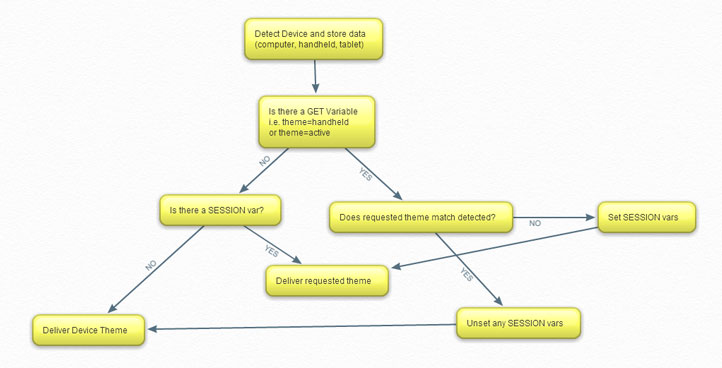 Detect Device and store data
(computer, handheld, tablet)
Is there a GET Variable
i.e. theme=handheld
or theme=active
NO
YES
Is there a SESSION var?
Does requested theme match detected?
NO
Set SESSION vars
NO
YES
YES
Deliver requested theme
Deliver Device Theme
Unset any SESSION vars